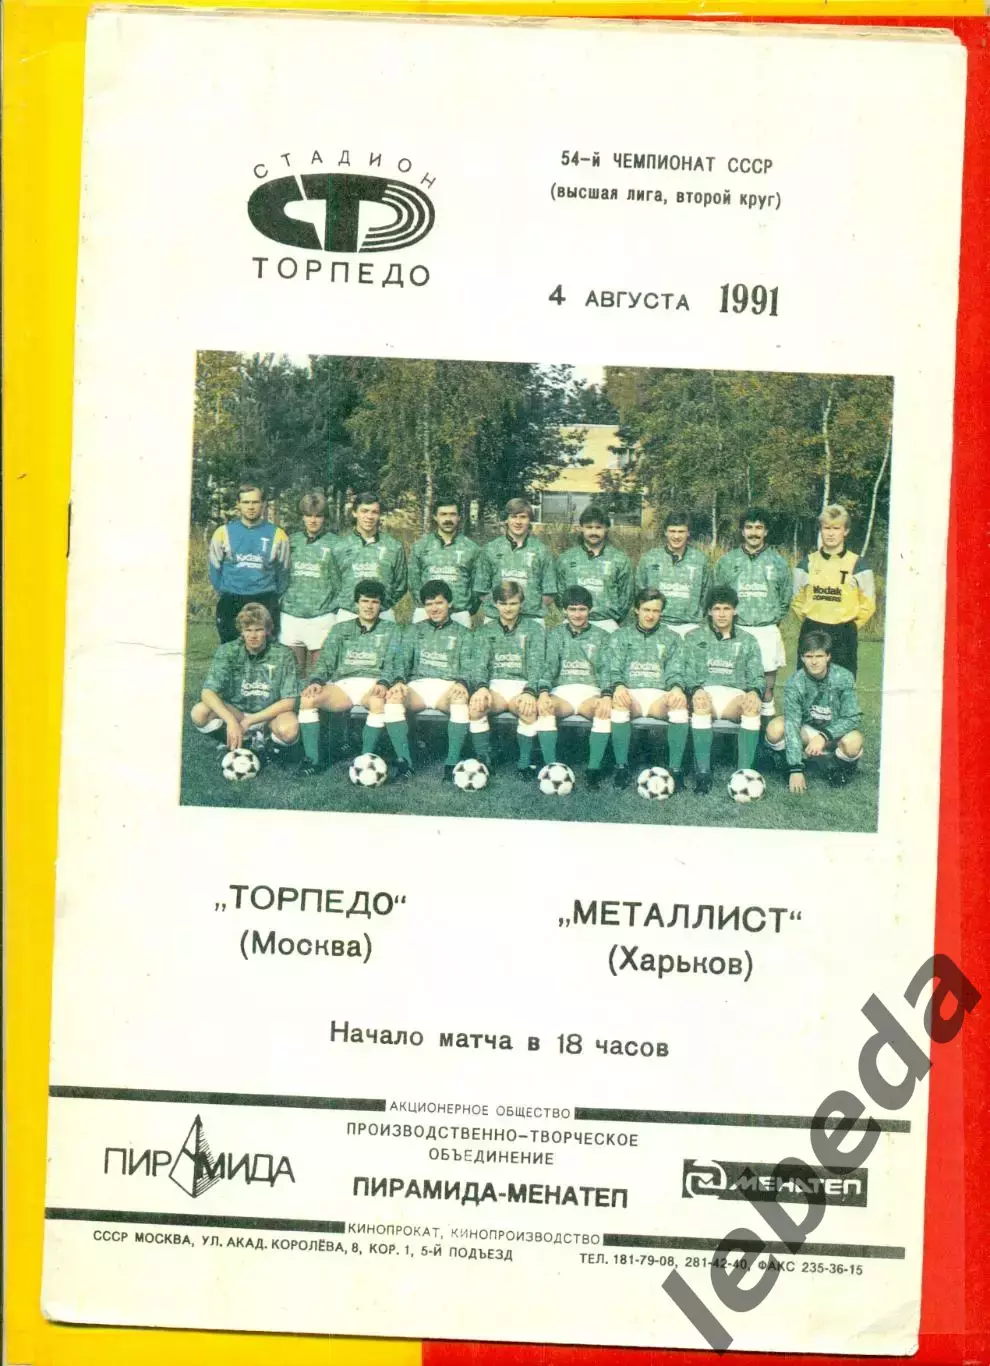 СТАДИОН
ТОРПЕДО
54-й ЧЕМПИОНАТ СССР
(высшая лига, второй круг)
4 АВГУСТА 1991
Kodak
COPIERS
„ТОРПЕДО“
(Москва)
„МЕТАЛЛИСТ“
(Харьков)
Начало матча в 18 часов
АКЦИОНЕРНОЕ ОБЩЕСТВО
ПРОИЗВОДСТВЕННО-ТВОРЧЕСКОЕ
ОБЪЕДИНЕНИЕ
ПИРАМИДА-МЕНАТЕП
ПИРАМИДА
МЕНАТЕП
КИНОПРОКАТ, КИНОПРОИЗВОДСТВО
СССР МОСКВА, УЛ. АКАД. КОРОЛЁВА, 8, КОР. 1, 5-Й ПОДЪЕЗД
ТЕЛ. 181-79-08, 281-42-40, ФАКС 235-36-15
lebeda